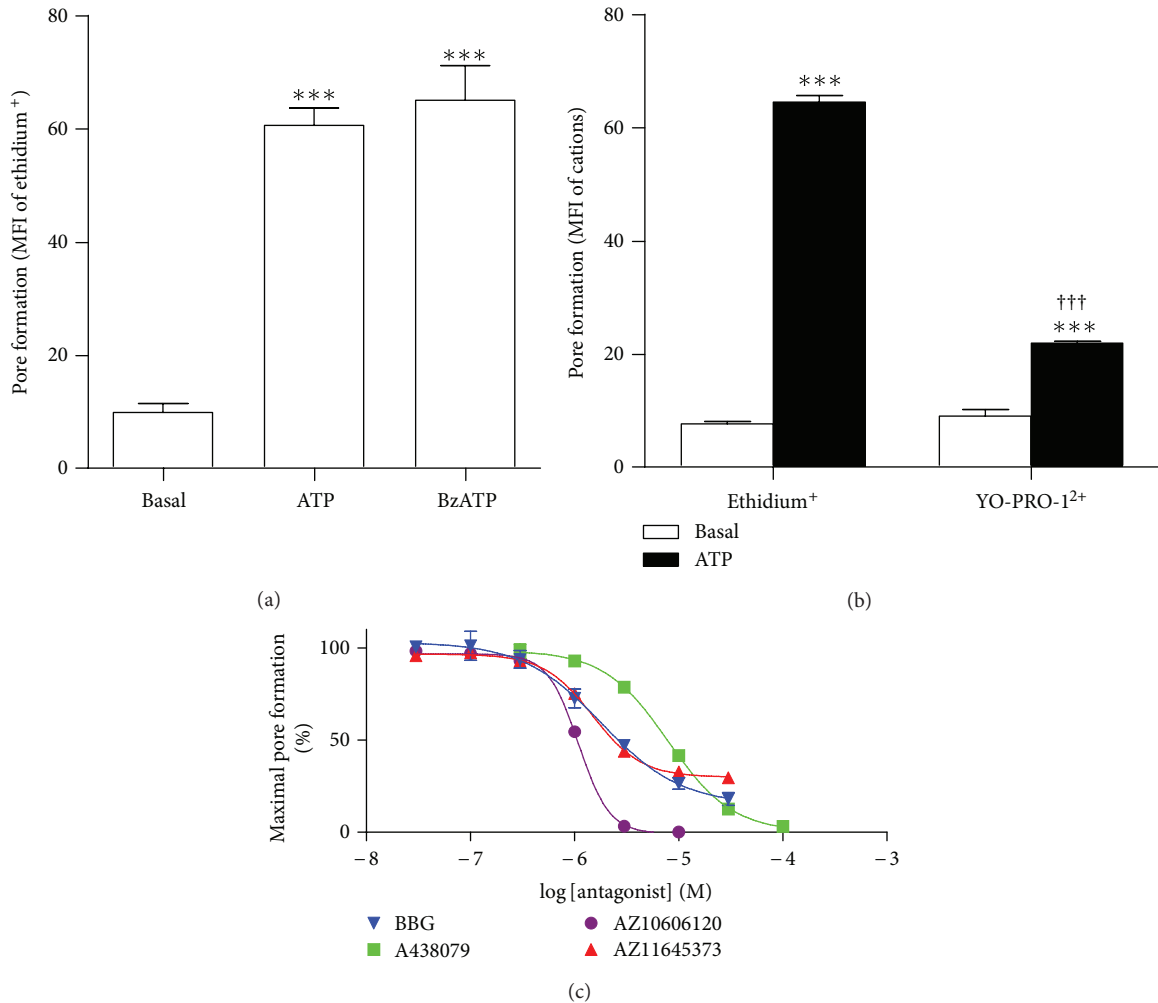 80
60
40
20
0
Pore formation (MFI of ethidium⁺)
***
***
Basal
ATP
BzATP
(a)
80
60
40
20
0
Pore formation (MFI of cations)
***
†††
***
Ethidium⁺
YO-PRO-1²⁺
Basal
ATP
(b)
100
50
0
Maximal pore formation
(%)
−8
−7
−6
−5
−4
−3
log [antagonist] (M)
BBG
AZ10606120
A438079
AZ11645373
(c)